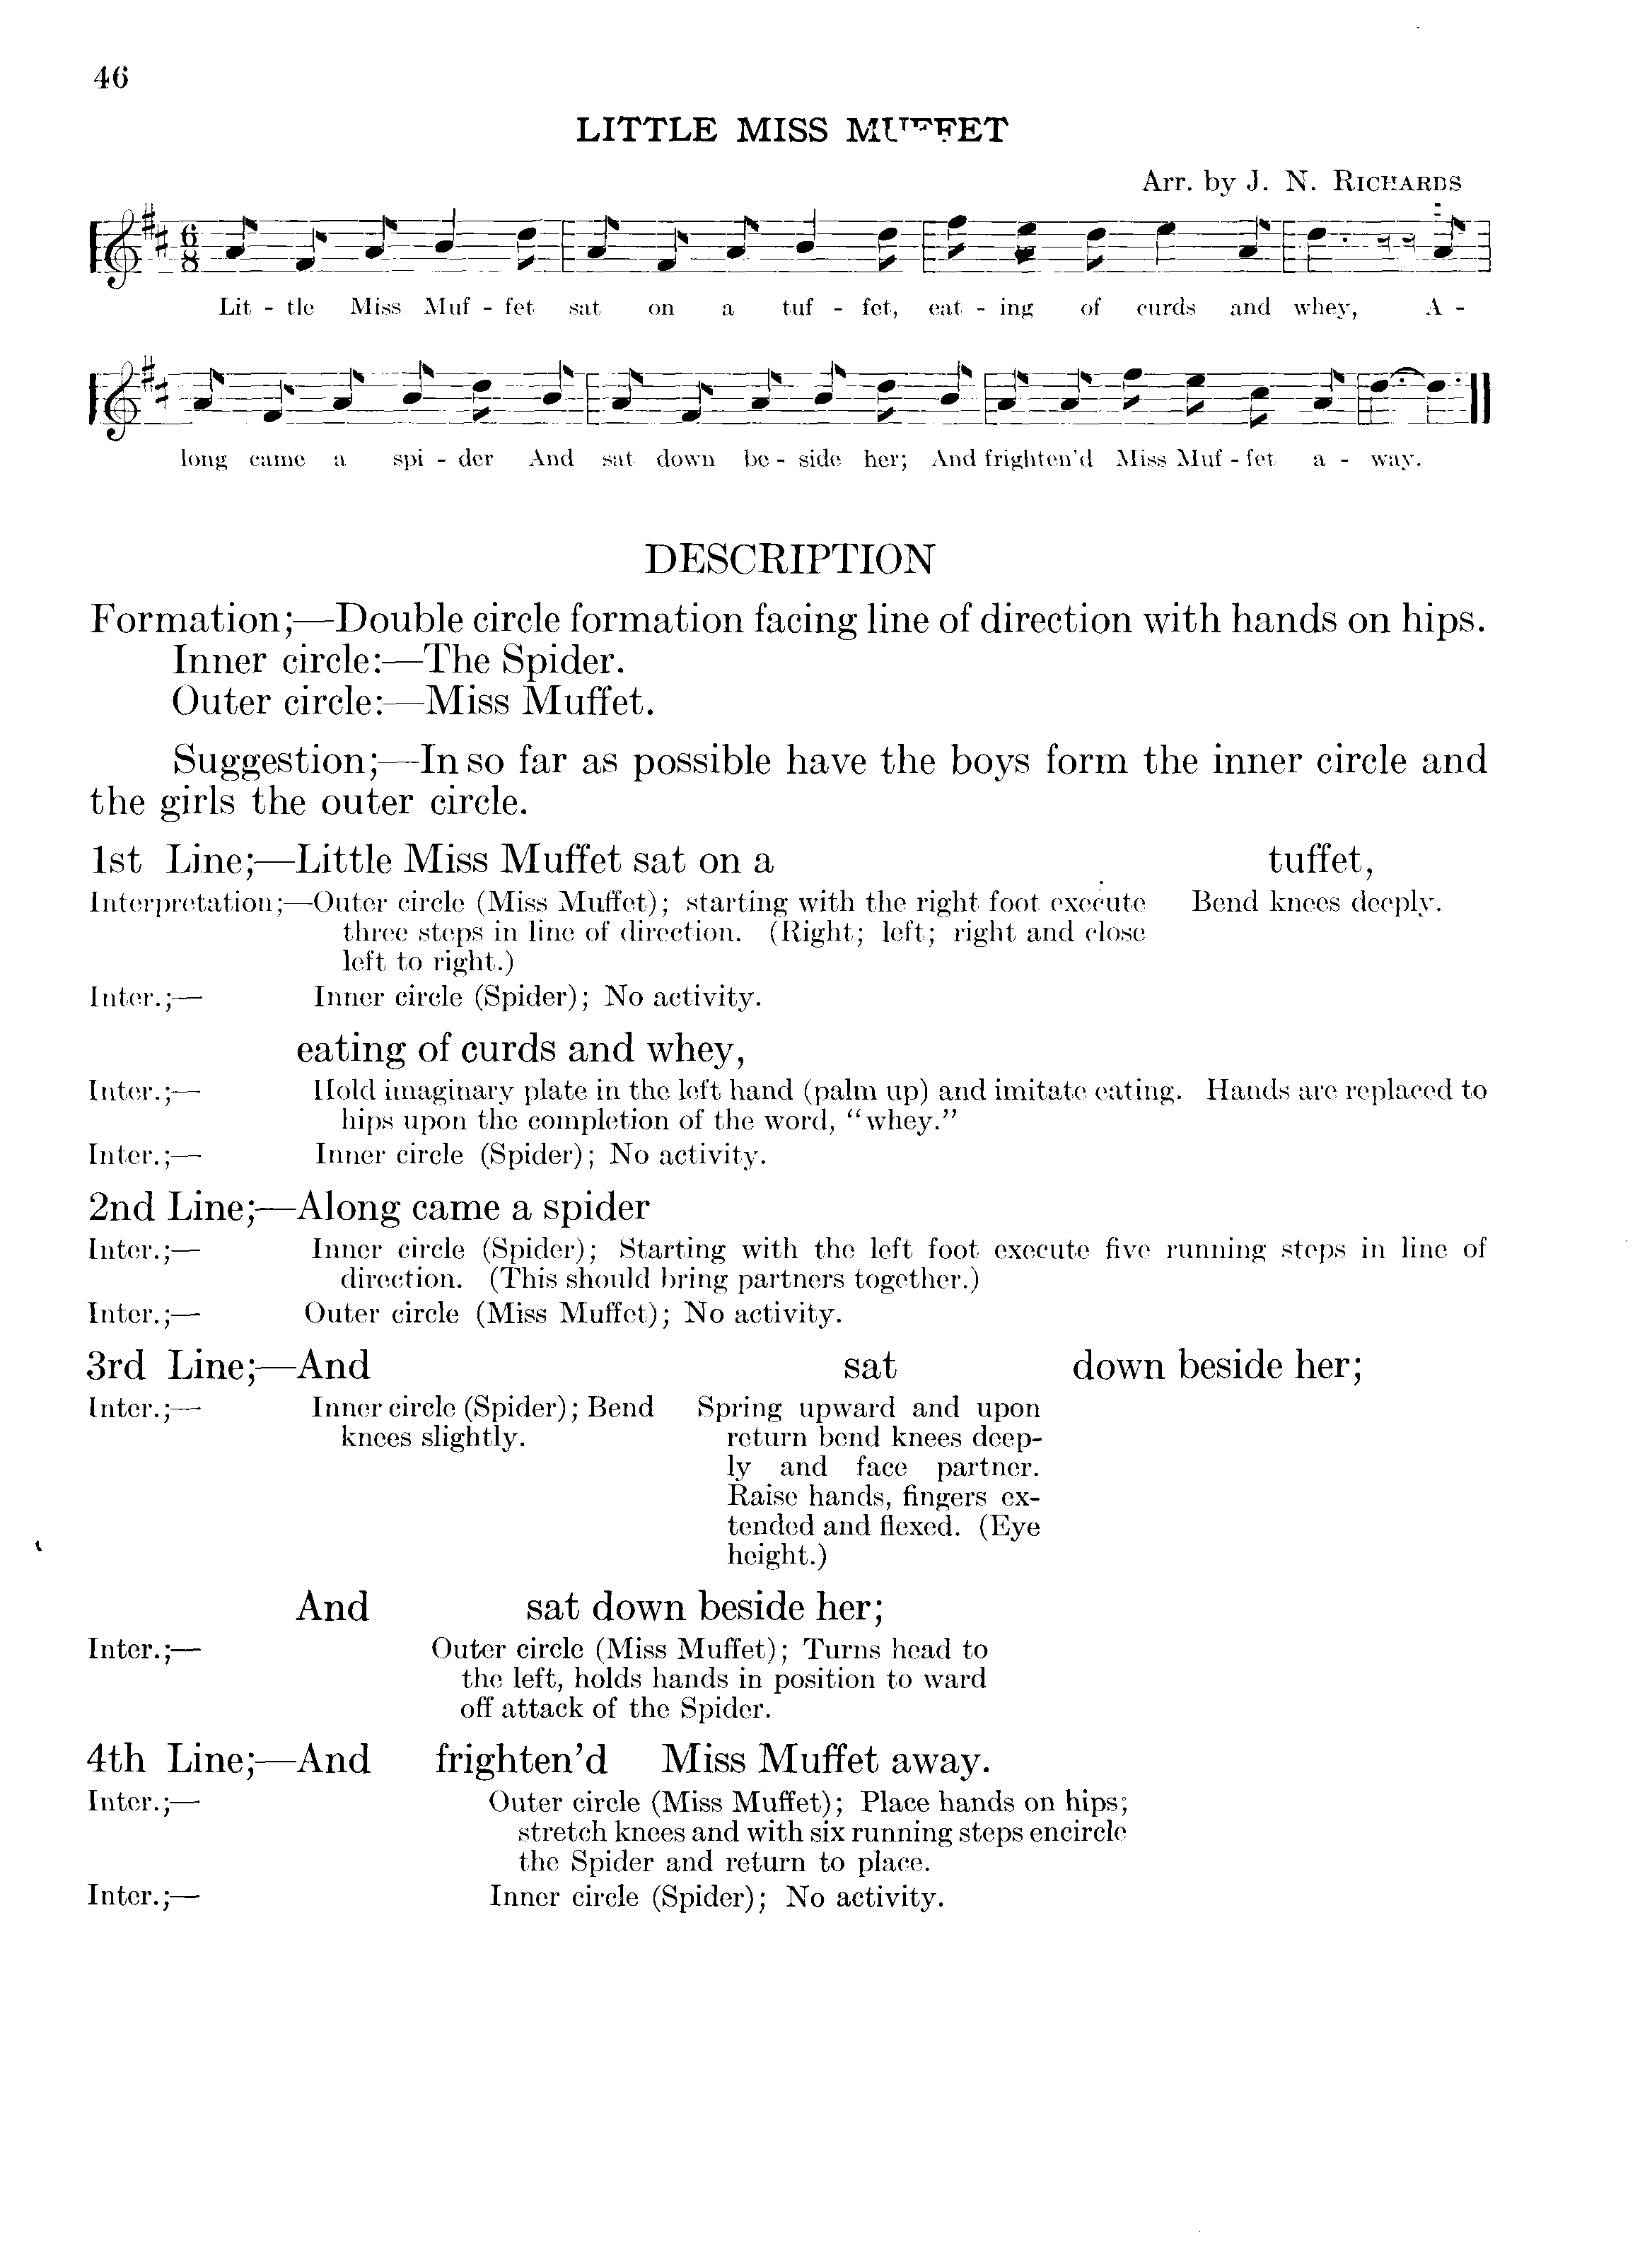 46
LITTLE MISS MUFFET
Arr. by J. N. RICHARDS
6
8
Lit - tle Miss Muf - fet sat on a tuf - fet, eat - ing of curds and whey, A -
long came a spi - der And sat down be - side her; And frighten'd Miss Muf - fet a - way.
DESCRIPTION
Formation;—Double circle formation facing line of direction with hands on hips.
Inner circle:—The Spider.
Outer circle:—Miss Muffet.
Suggestion;—In so far as possible have the boys form the inner circle and
the girls the outer circle.
1st Line;—Little Miss Muffet sat on a tuffet,
Interpretation;—Outer circle (Miss Muffet); starting with the right foot execute Bend knees deeply.
three steps in line of direction. (Right; left; right and close
left to right.)
Inter.;— Inner circle (Spider); No activity.
eating of curds and whey,
Inter.;— Hold imaginary plate in the left hand (palm up) and imitate eating. Hands are replaced to
hips upon the completion of the word, "whey."
Inter.;— Inner circle (Spider); No activity.
2nd Line;—Along came a spider
Inter.;— Inner circle (Spider); Starting with the left foot execute five running steps in line of
direction. (This should bring partners together.)
Inter.;— Outer circle (Miss Muffet); No activity.
3rd Line;—And sat down beside her;
Inter.;— Inner circle (Spider); Bend Spring upward and upon
knees slightly. return bend knees deep-
ly and face partner.
Raise hands, fingers ex-
tended and flexed. (Eye
height.)
And sat down beside her;
Inter.;— Outer circle (Miss Muffet); Turns head to
the left, holds hands in position to ward
off attack of the Spider.
4th Line;—And frighten'd Miss Muffet away.
Inter.;— Outer circle (Miss Muffet); Place hands on hips;
stretch knees and with six running steps encircle
the Spider and return to place.
Inter.;— Inner circle (Spider); No activity.